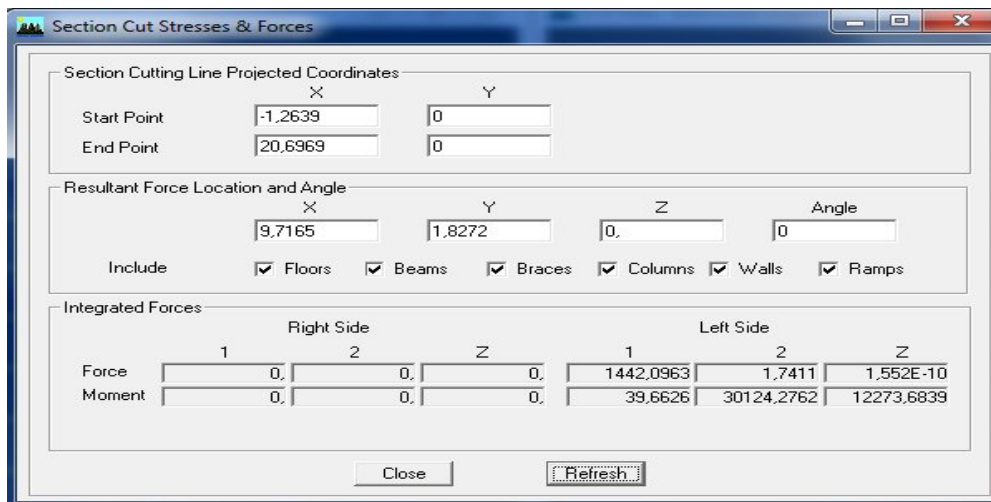 Section Cut Stresses & Forces
Section Cutting Line Projected Coordinates
X Y
Start Point -1,2639 0
End Point 20,6969 0
Resultant Force Location and Angle
X Y Z Angle
9,7165 1,8272 0, 0
Include Floors Beams Braces Columns Walls Ramps
Integrated Forces
Right Side Left Side
1 2 Z 1 2 Z
Force 0, 0, 0, 1442,0963 1,7411 1,552E-10
Moment 0, 0, 0, 39,6626 30124,2762 12273,6839
Close Refresh